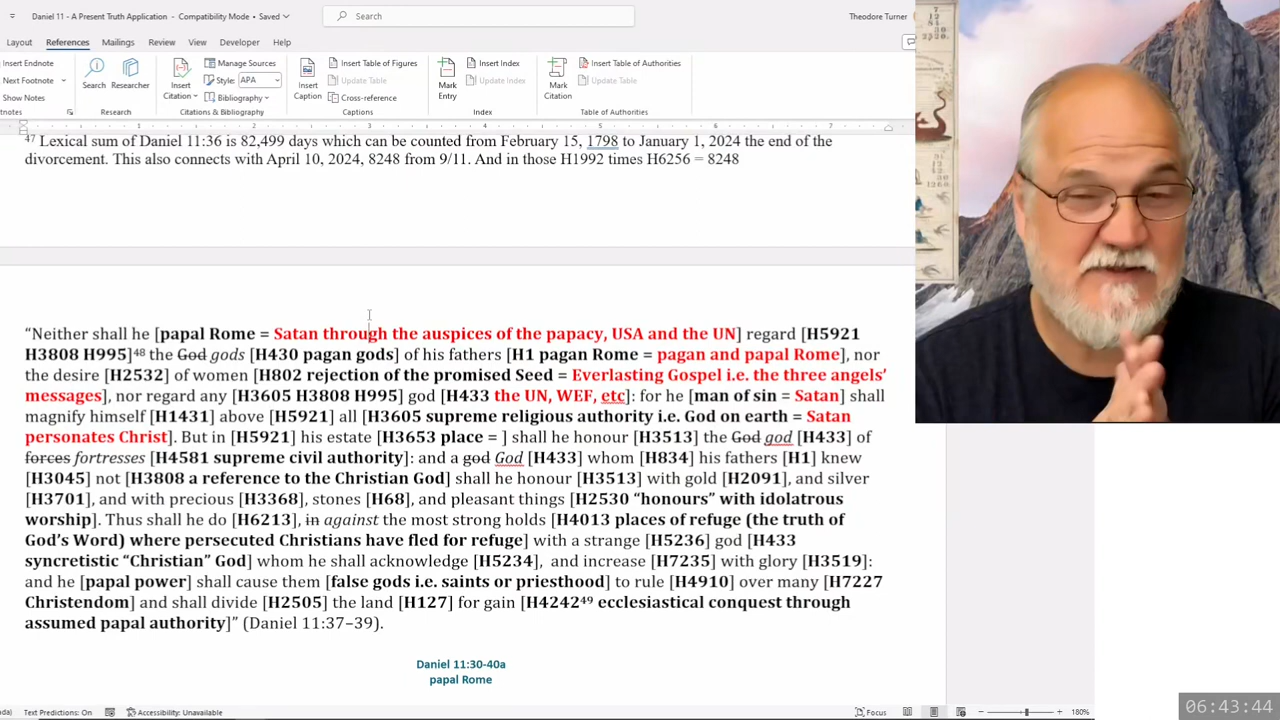 Daniel 11 - A Present Truth Application - Compatibility Mode • Saved
Search
Theodore Turner
Layout References Mailings Review View Developer Help
Insert Endnote
Next Footnote
Show Notes
Search
Researcher
Insert Citation
Manage Sources
Style: APA
Bibliography
Insert Caption
Insert Table of Figures
Update Table
Cross-reference
Mark Entry
Insert Index
Update Index
Mark Citation
Insert Table of Authorities
Update Table
notes
Research
Citations & Bibliography
Captions
Index
Table of Authorities
1 2 3 4 5 6 7
47 Lexical sum of Daniel 11:36 is 82,499 days which can be counted from February 15, 1798 to January 1, 2024 the end of the
divorcement. This also connects with April 10, 2024, 8248 from 9/11. And in those H1992 times H6256 = 8248
“Neither shall he [papal Rome = Satan through the auspices of the papacy, USA and the UN] regard [H5921
H3808 H995]48 the God gods [H430 pagan gods] of his fathers [H1 pagan Rome = pagan and papal Rome], nor
the desire [H2532] of women [H802 rejection of the promised Seed = Everlasting Gospel i.e. the three angels’
messages], nor regard any [H3605 H3808 H995] god [H433 the UN, WEF, etc]: for he [man of sin = Satan] shall
magnify himself [H1431] above [H5921] all [H3605 supreme religious authority i.e. God on earth = Satan
personates Christ]. But in [H5921] his estate [H3653 place = ] shall he honour [H3513] the God god [H433] of
forces fortresses [H4581 supreme civil authority]: and a god God [H433] whom [H834] his fathers [H1] knew
[H3045] not [H3808 a reference to the Christian God] shall he honour [H3513] with gold [H2091], and silver
[H3701], and with precious [H3368], stones [H68], and pleasant things [H2530 “honours” with idolatrous
worship]. Thus shall he do [H6213], in against the most strong holds [H4013 places of refuge (the truth of
God’s Word) where persecuted Christians have fled for refuge] with a strange [H5236] god [H433
syncretistic “Christian” God] whom he shall acknowledge [H5234], and increase [H7235] with glory [H3519]:
and he [papal power] shall cause them [false gods i.e. saints or priesthood] to rule [H4910] over many [H7227
Christendom] and shall divide [H2505] the land [H127] for gain [H424249 ecclesiastical conquest through
assumed papal authority]” (Daniel 11:37–39).
Daniel 11:30-40a
papal Rome
Text Predictions: On
Accessibility: Unavailable
Focus
180%
06:43:44